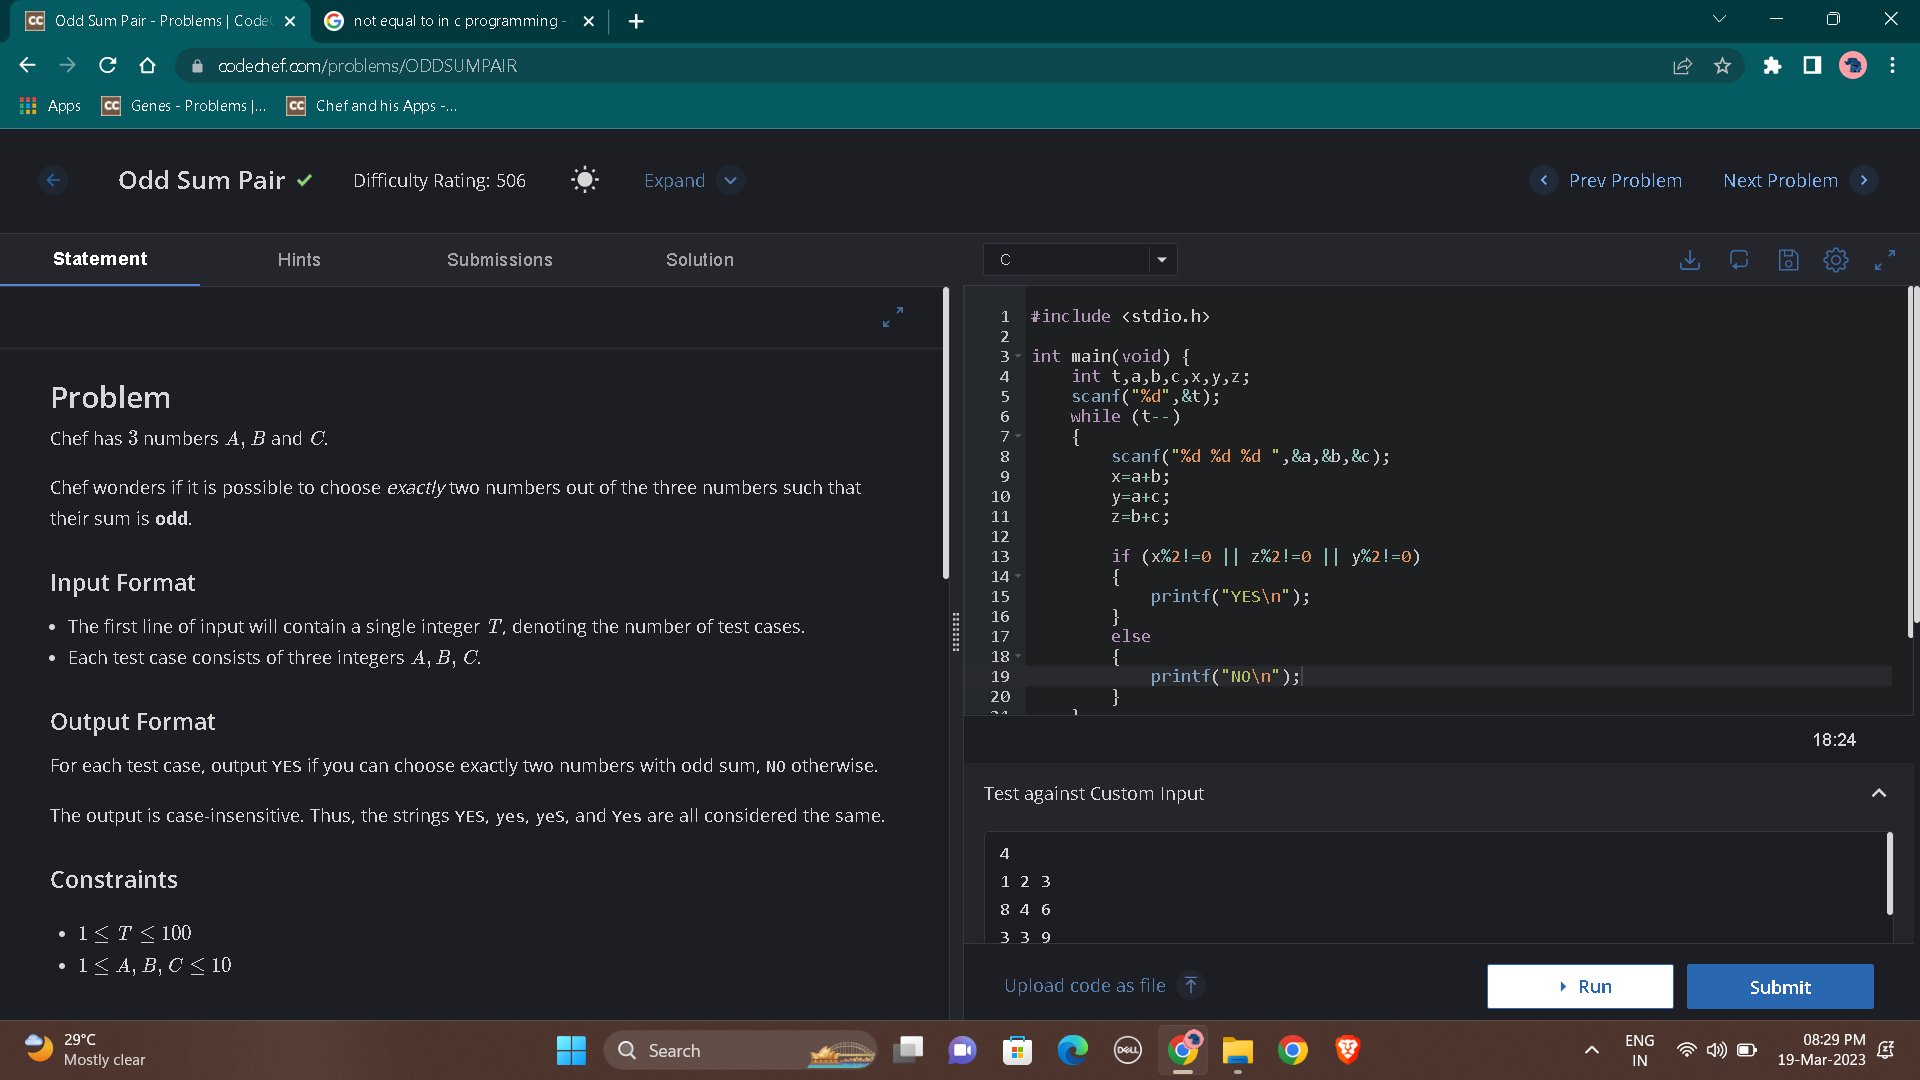 Odd Sum Pair - Problems | Code
not equal to in c programming -
codechef.com/problems/ODDSUMPAIR
Apps
Genes - Problems |...
Chef and his Apps -...
Odd Sum Pair
Difficulty Rating: 506
Expand
Prev Problem
Next Problem
Statement
Hints
Submissions
Solution
Problem
Chef has 3 numbers A, B and C.
Chef wonders if it is possible to choose exactly two numbers out of the three numbers such that
their sum is odd.
Input Format
• The first line of input will contain a single integer T, denoting the number of test cases.
• Each test case consists of three integers A, B, C.
Output Format
For each test case, output YES if you can choose exactly two numbers with odd sum, NO otherwise.
The output is case-insensitive. Thus, the strings YES, yes, yeS, and Yes are all considered the same.
Constraints
• 1 ≤ T ≤ 100
• 1 ≤ A, B, C ≤ 10
C
1 #include <stdio.h>
2
3 int main(void) {
4     int t,a,b,c,x,y,z;
5     scanf("%d",&t);
6     while (t--)
7     {
8         scanf("%d %d %d ",&a,&b,&c);
9         x=a+b;
10         y=a+c;
11         z=b+c;
12
13         if (x%2!=0 || z%2!=0 || y%2!=0)
14         {
15             printf("YES\n");
16         }
17         else
18         {
19             printf("NO\n");
20         }
18:24
Test against Custom Input
4
1 2 3
8 4 6
3 3 9
Upload code as file
Run
Submit
29°C
Mostly clear
Search
DELL
ENG
IN
08:29 PM
19-Mar-2023